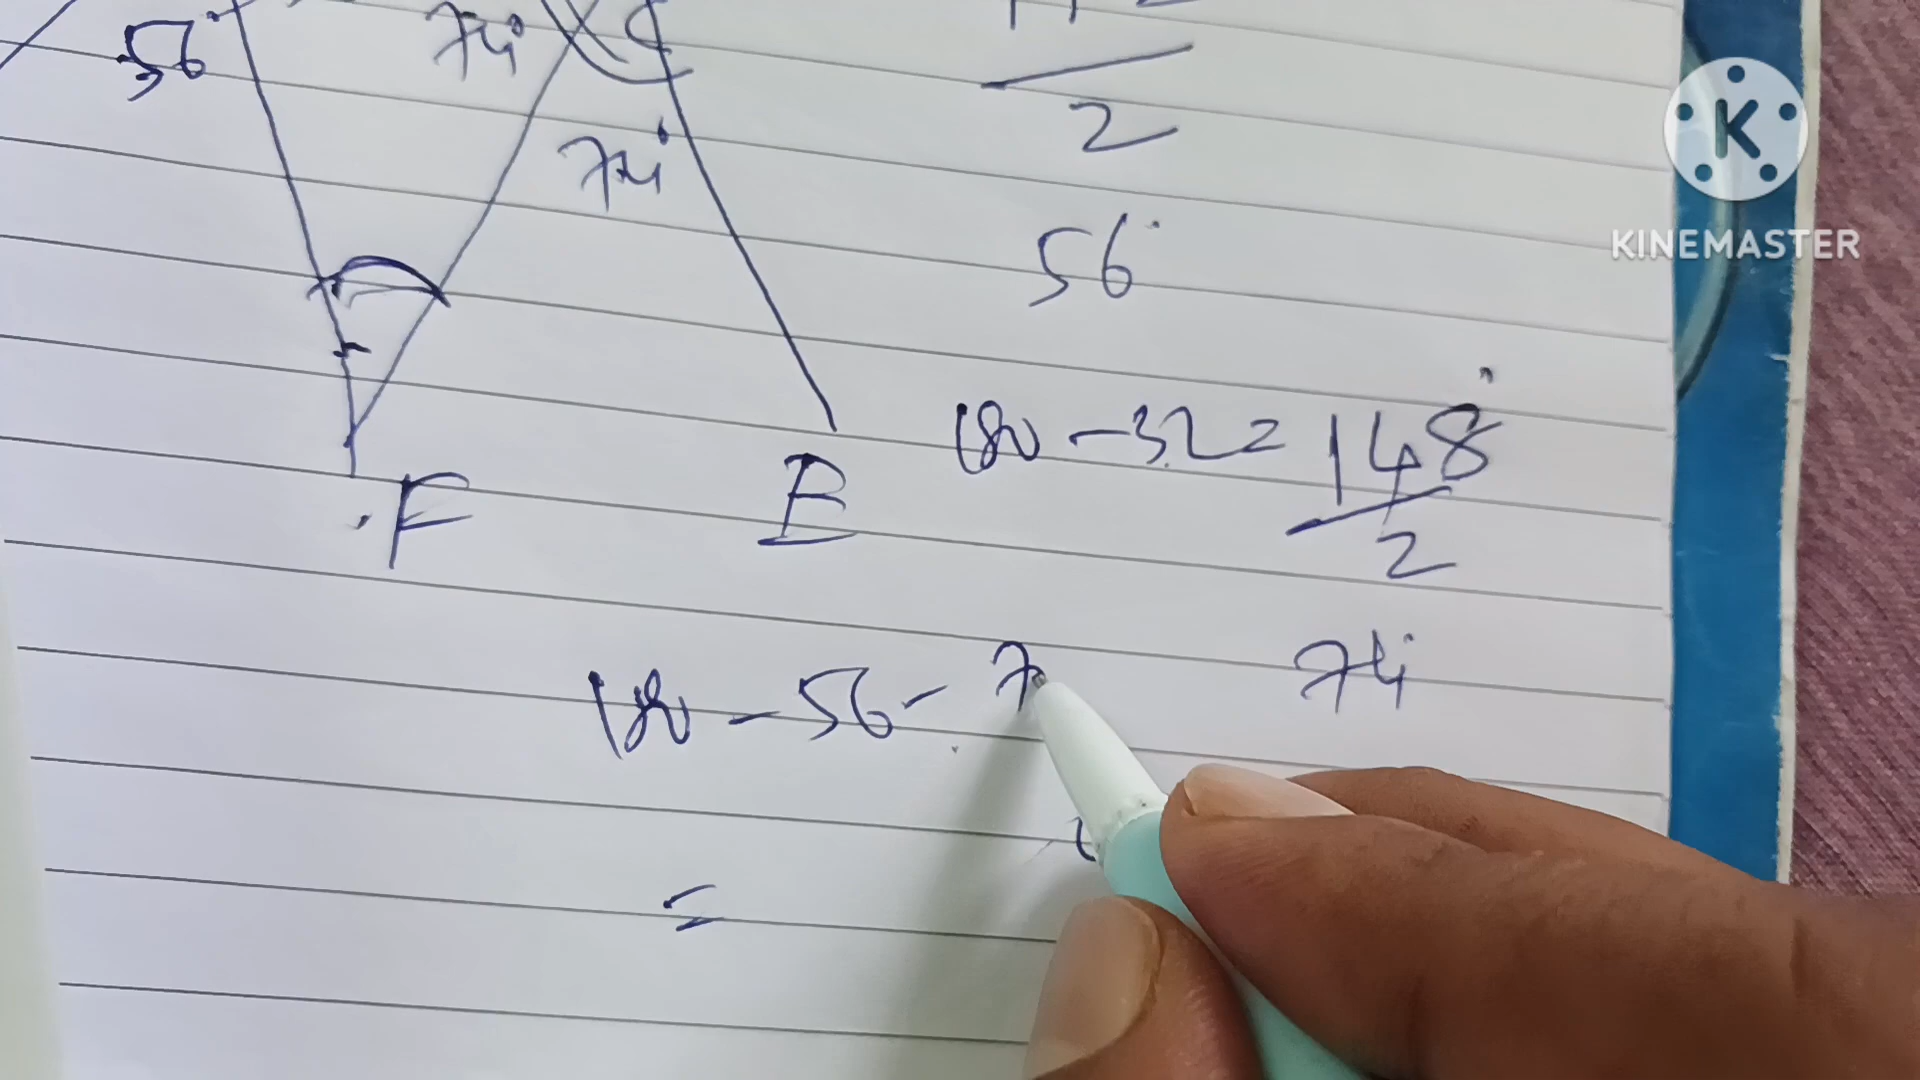 56°
74°
74°
2
56°
180 - 32 = 148°
2
F
B
74°
180 - 56 - 7
=
K
KINEMASTER